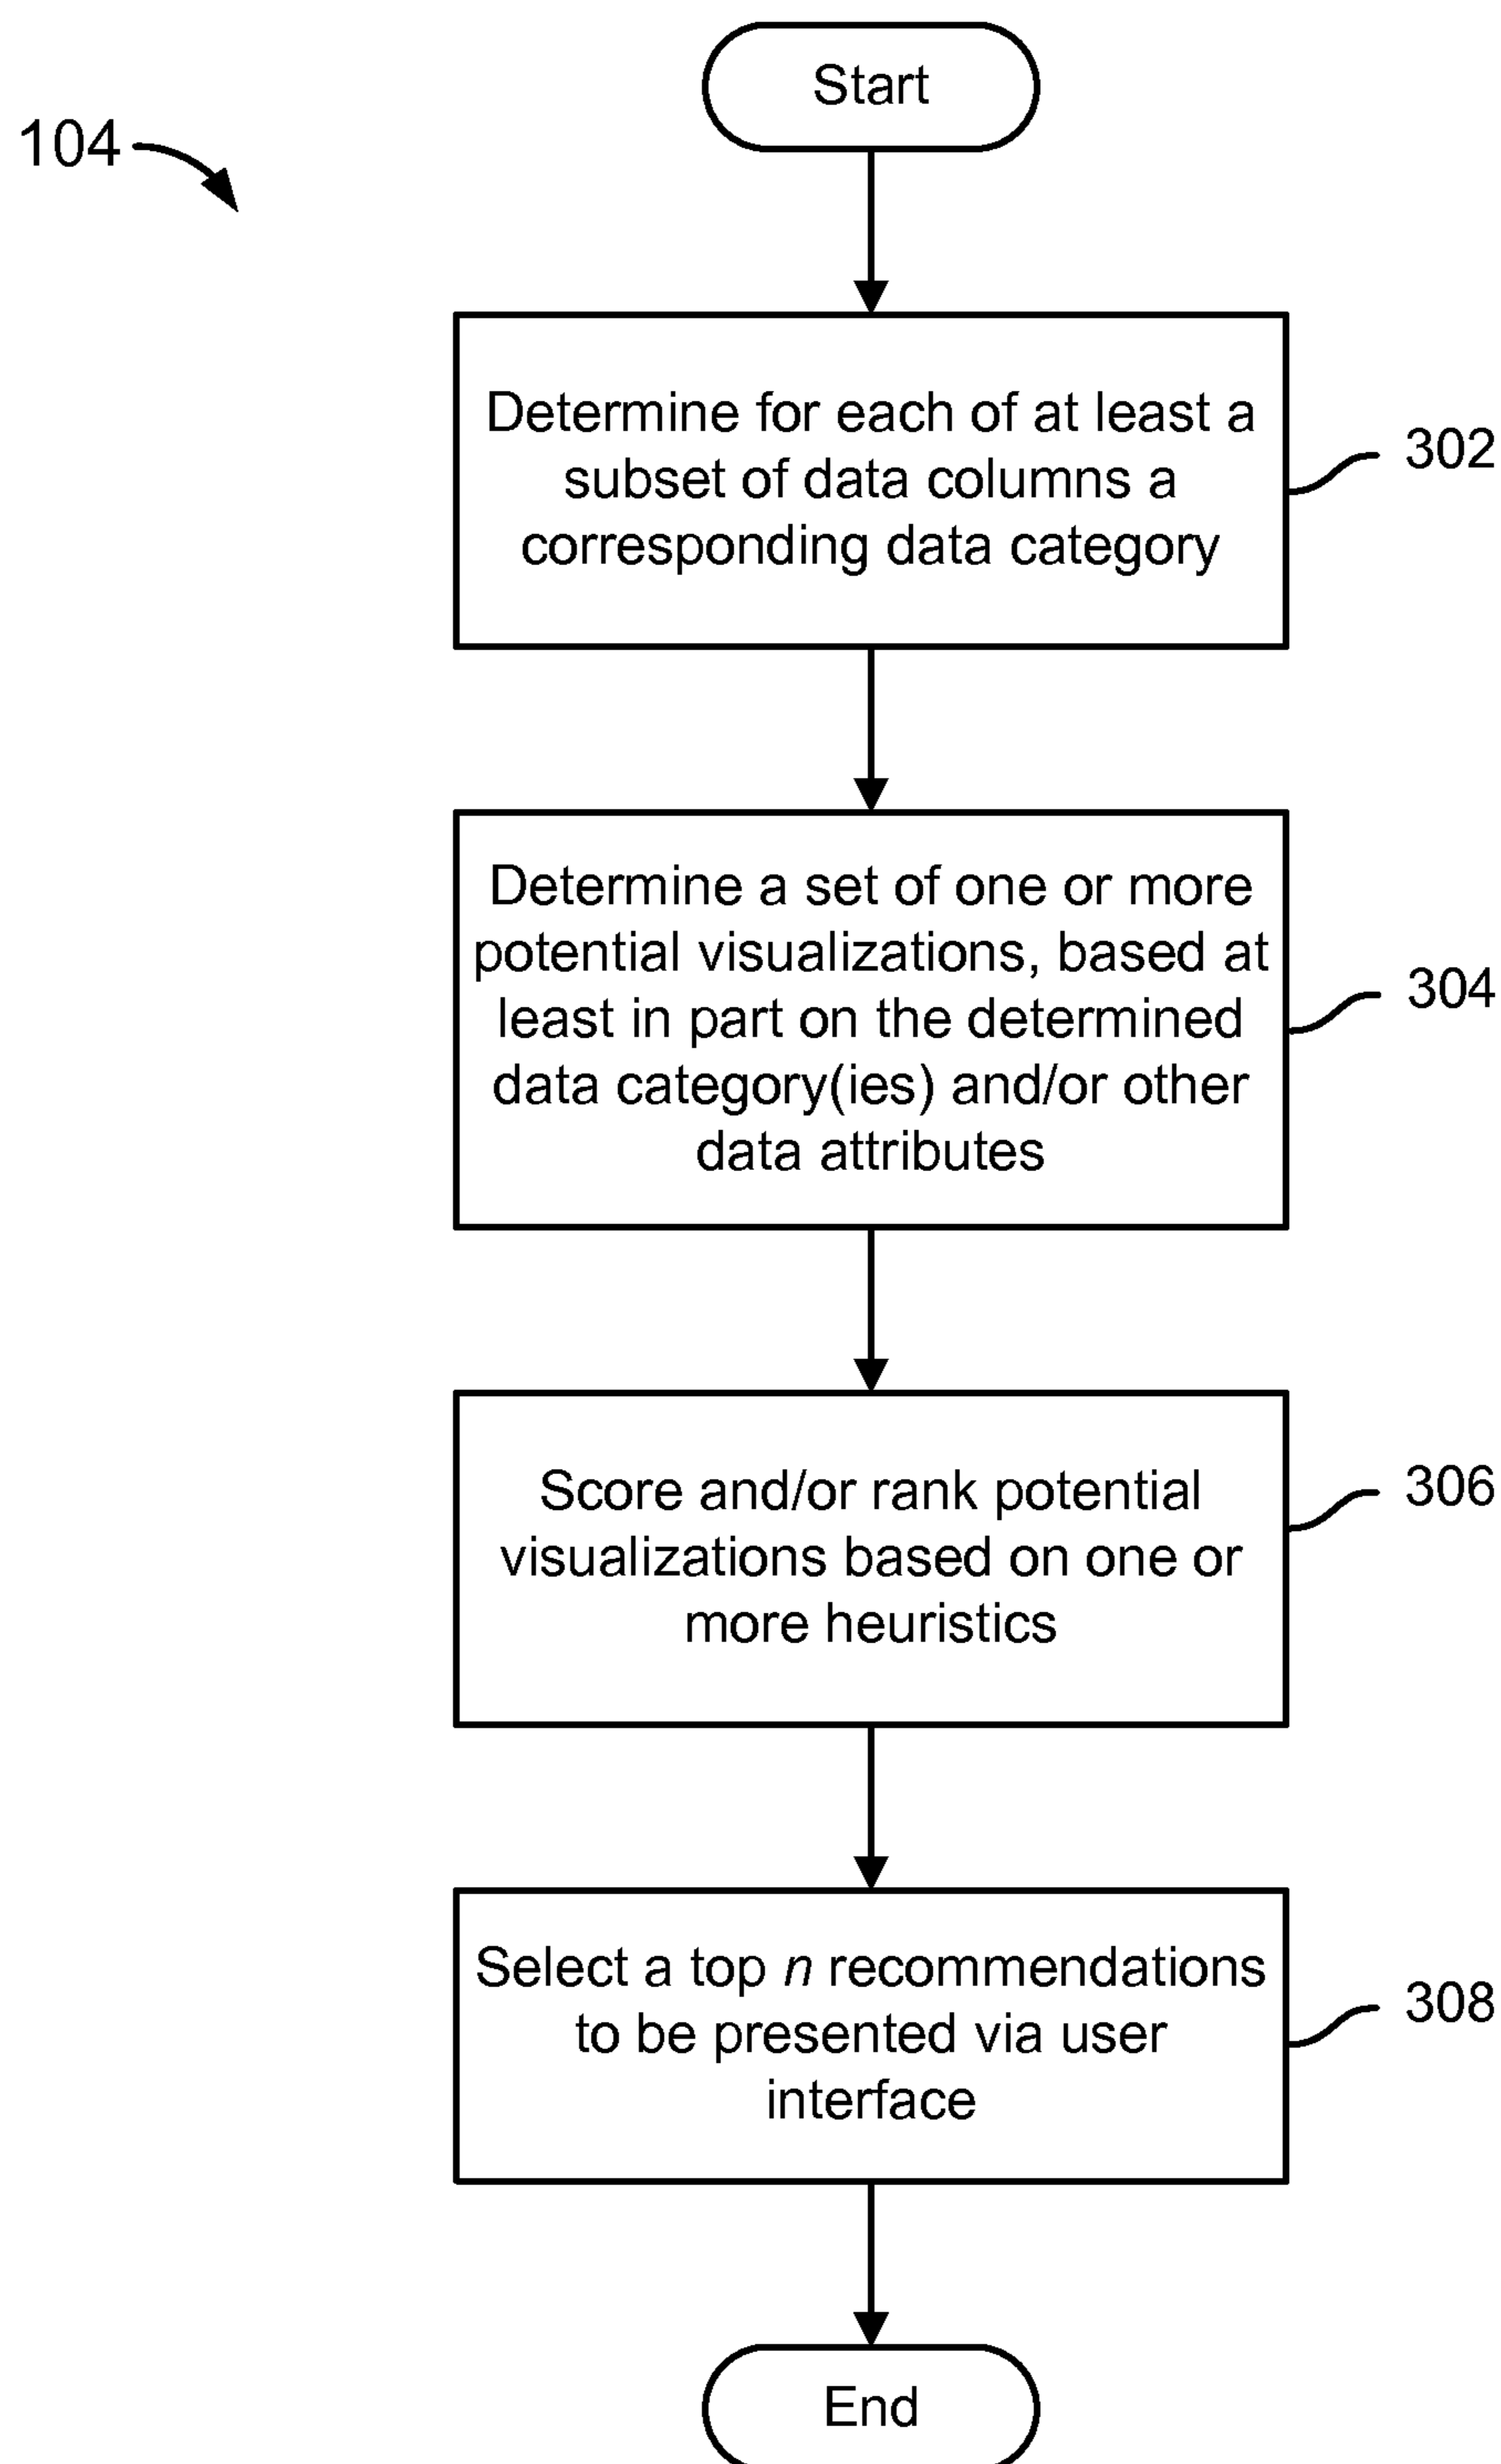 Start
104
Determine for each of at least a
subset of data columns a
corresponding data category
302
Determine a set of one or more
potential visualizations, based at
least in part on the determined
data category(ies) and/or other
data attributes
304
Score and/or rank potential
visualizations based on one or
more heuristics
306
Select a top n recommendations
to be presented via user
interface
308
End